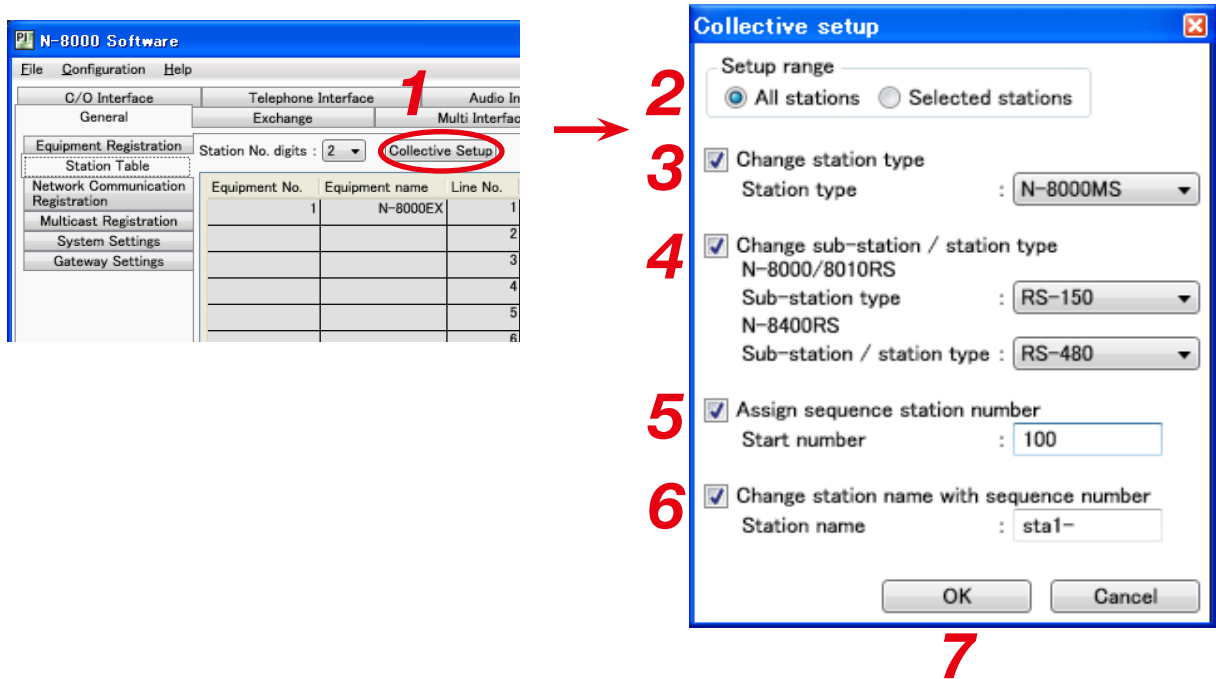 N-8000 Software
File Configuration Help
C/O Interface Telephone Interface Audio In
General Exchange Multi Interfac
1
Equipment Registration
Station Table
Network Communication
Registration
Multicast Registration
System Settings
Gateway Settings
Station No. digits : 2 Collective Setup
Equipment No. Equipment name Line No.
1 N-8000EX 1
2
3
4
5
6
Collective setup
2
Setup range
All stations Selected stations
3
Change station type
Station type : N-8000MS
4
Change sub-station / station type
N-8000/8010RS
Sub-station type : RS-150
N-8400RS
Sub-station / station type : RS-480
5
Assign sequence station number
Start number : 100
6
Change station name with sequence number
Station name : sta1-
OK Cancel
7